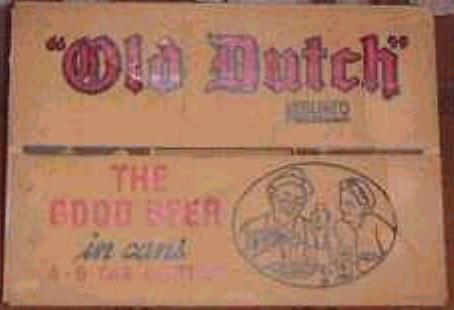 "Old Dutch"
THE
GOOD BEER
in cans